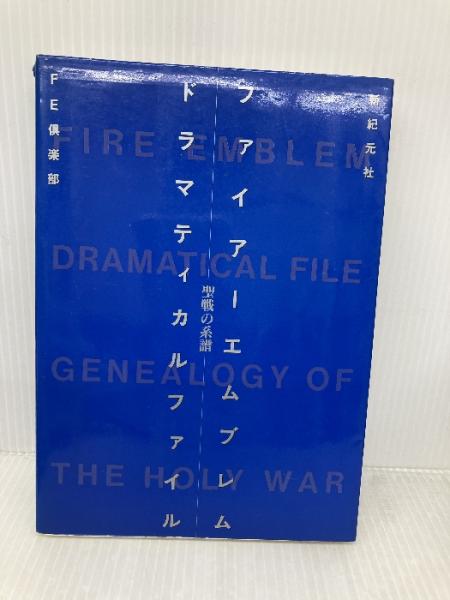 新紀元社
ファイアーエムブレム
聖戦の系譜
ドラマティカルファイル
FE倶楽部
FIRE EMBLEM
DRAMATICAL FILE
GENEALOGY OF
THE HOLY WAR